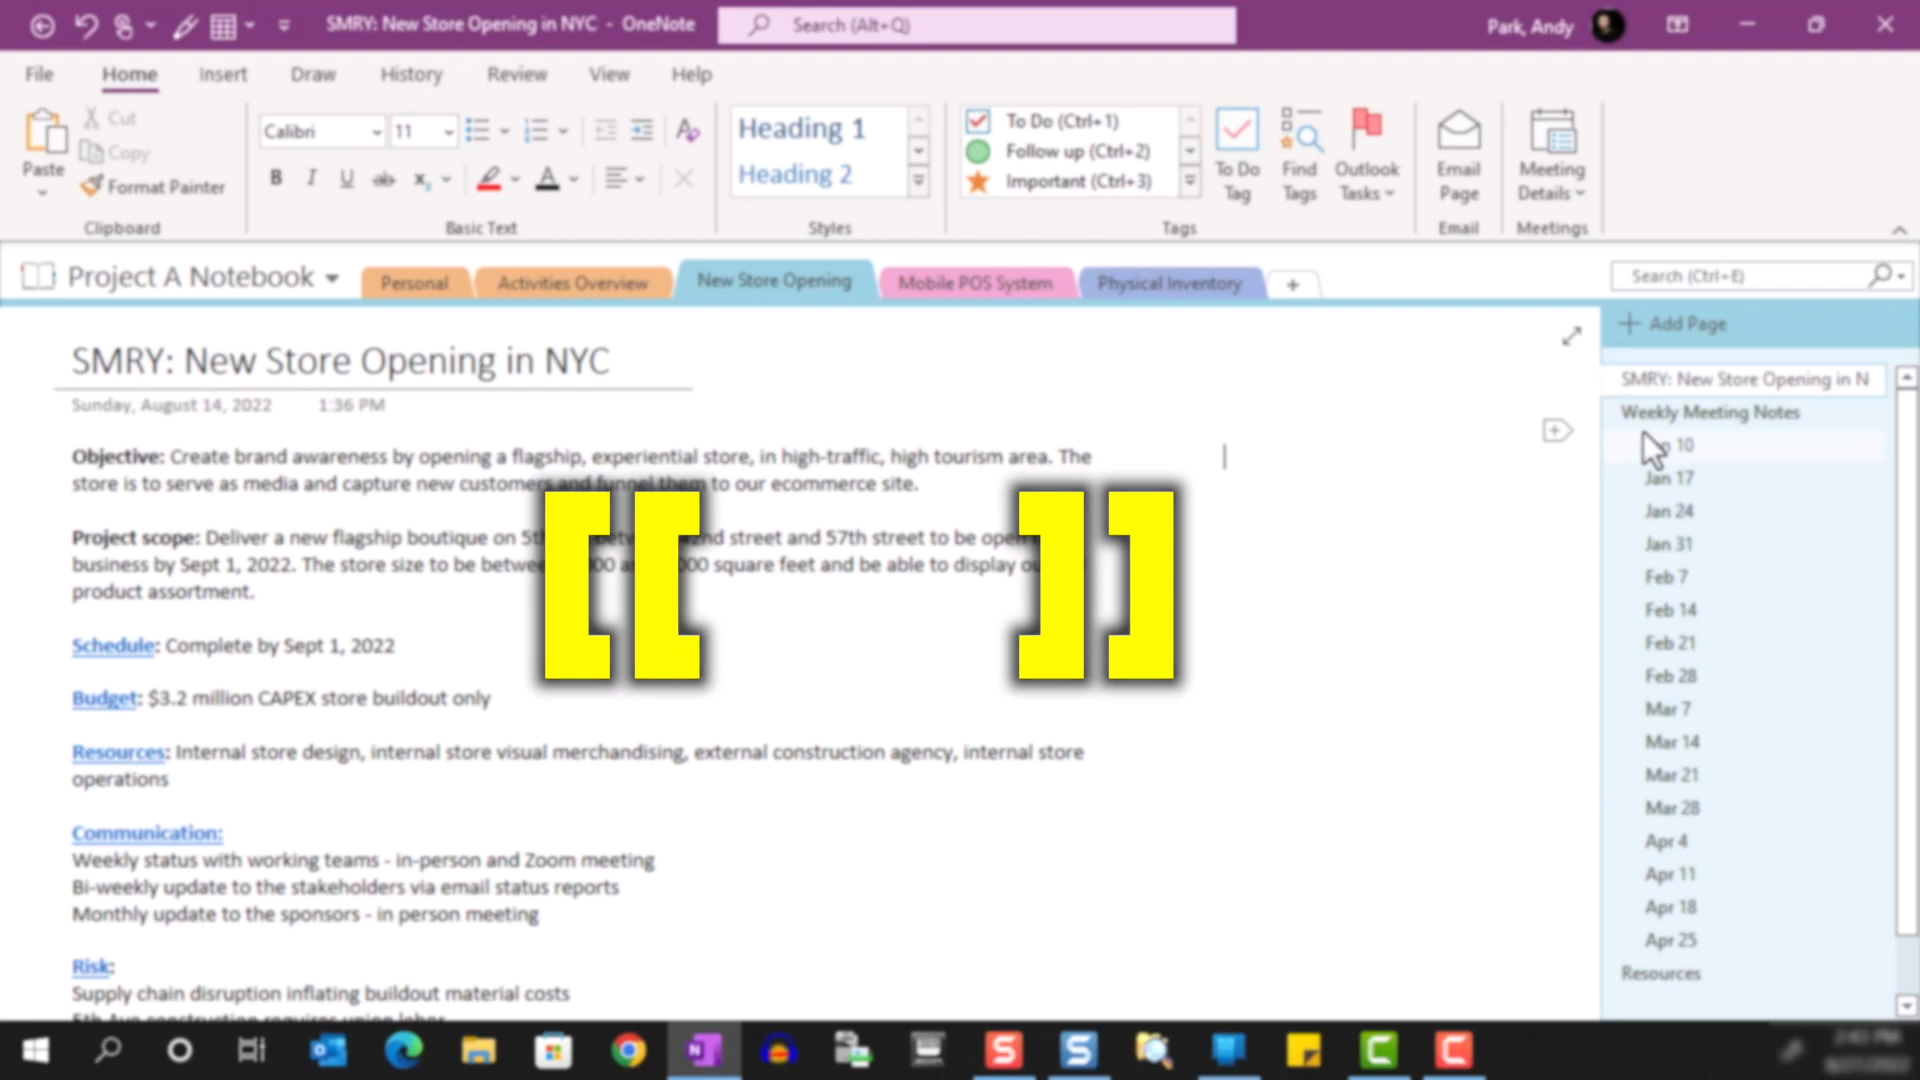 SMRY: New Store Opening in NYC - OneNote
Search (Alt+Q)
Park, Andy
File Home Insert Draw History Review View Help
Paste
Cut
Copy
Format Painter
Clipboard
Calibri 11
B I U ab x₂ A
Basic Text
Heading 1
Heading 2
Styles
To Do (Ctrl+1)
Follow up (Ctrl+2)
Important (Ctrl+3)
To Do Tag
Find Tags
Outlook Tasks
Tags
Email Page
Email
Meeting Details
Meetings
Project A Notebook
Personal
Activities Overview
New Store Opening
Mobile POS System
Physical Inventory
+
Search (Ctrl+E)
SMRY: New Store Opening in NYC
Sunday, August 14, 2022 1:36 PM
Objective: Create brand awareness by opening a flagship, experiential store, in high-traffic, high tourism area. The
store is to serve as media and capture new customers and funnel them to our ecommerce site.
Project scope: Deliver a new flagship boutique on street and 57th street to be
business by Sept 1, 2022. The store size to be square feet and be able to display
product assortment.
[[ ]]
Schedule: Complete by Sept 1, 2022
Budget: $3.2 million CAPEX store buildout only
Resources: Internal store design, internal store visual merchandising, external construction agency, internal store
operations
Communication:
Weekly status with working teams - in-person and Zoom meeting
Bi-weekly update to the stakeholders via email status reports
Monthly update to the sponsors - in person meeting
Risk:
Supply chain disruption inflating buildout material costs
Add Page
SMRY: New Store Opening in N
Weekly Meeting Notes
10
Jan 17
Jan 24
Jan 31
Feb 7
Feb 14
Feb 21
Feb 28
Mar 7
Mar 14
Mar 21
Mar 28
Apr 4
Apr 11
Apr 18
Apr 25
Resources